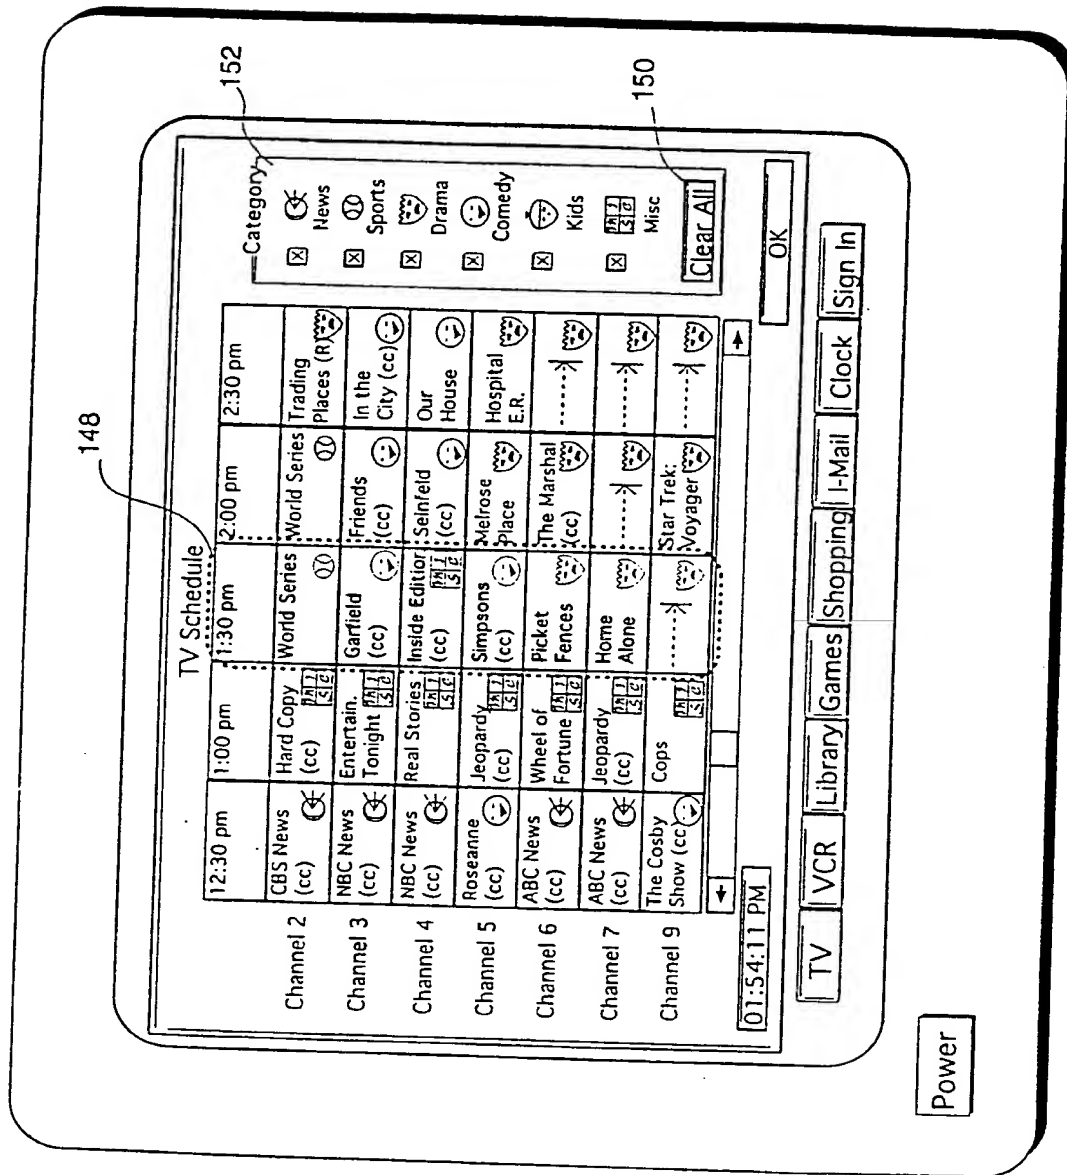 TV Schedule
148
12:30 pm 1:00 pm 1:30 pm 2:00 pm 2:30 pm
Channel 2
CBS News (cc)
Hard Copy (cc)
World Series
World Series
Trading Places (R)
Channel 3
NBC News (cc)
Entertain. Tonight
Garfield (cc)
Friends (cc)
In the City (cc)
Channel 4
NBC News (cc)
Real Stories
Inside Edition (cc)
Seinfeld (cc)
Our House
Channel 5
Roseanne (cc)
Jeopardy (cc)
Simpsons (cc)
Melrose Place
Hospital E.R.
Channel 6
ABC News (cc)
Wheel of Fortune
Picket Fences
The Marshal (cc)
Channel 7
ABC News (cc)
Jeopardy (cc)
Home Alone
Channel 9
The Cosby Show (cc)
Cops
Star Trek: Voyager
Category
152
X News
X Sports
X Drama
X Comedy
X Kids
X Misc
Clear All
150
01:54:11 PM
OK
TV VCR Library Games Shopping I-Mail Clock Sign In
Power